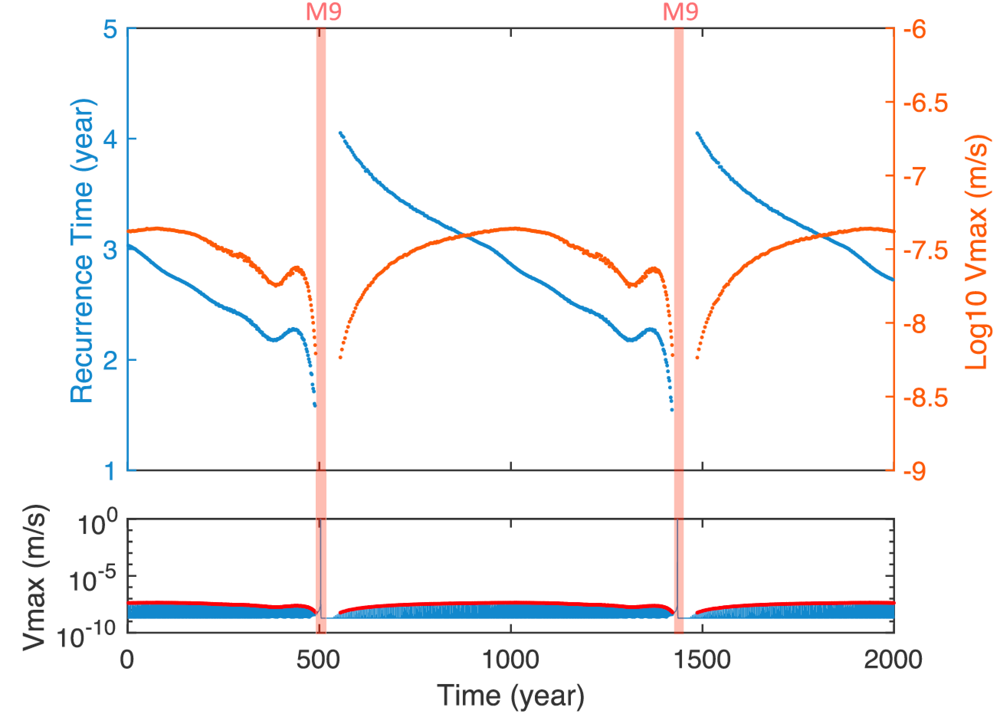 M9 M9
5
4
3
2
1
Recurrence Time (year)
-6
-6.5
-7
-7.5
-8
-8.5
-9
Log10 Vmax (m/s)
10^0
10^-5
10^-10
Vmax (m/s)
0 500 1000 1500 2000
Time (year)